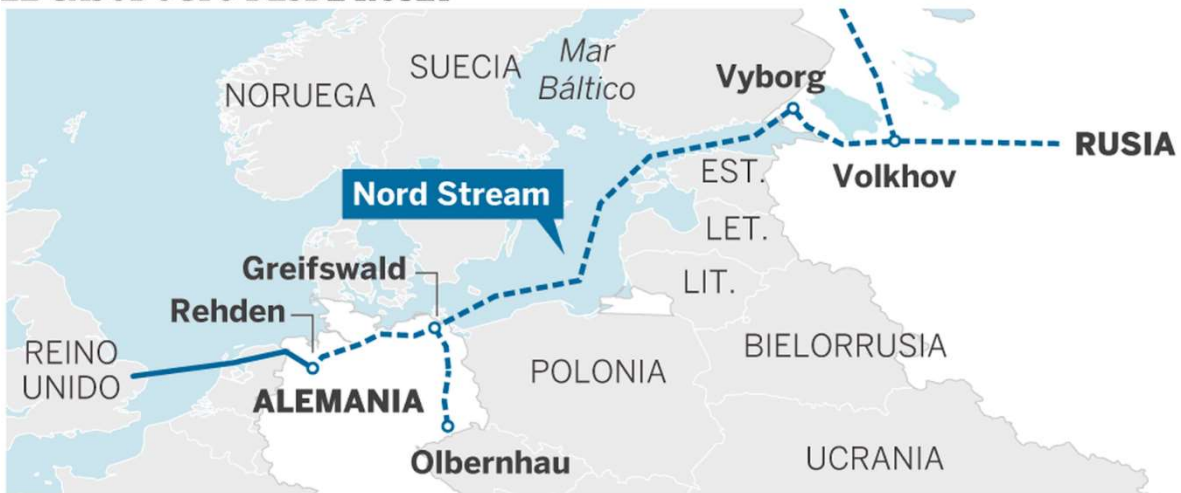 Mar
Báltico
SUECIA
NORUEGA
Vyborg
RUSIA
Volkhov
EST.
Nord Stream
LET.
Greifswald
LIT.
Rehden
REINO
UNIDO
BIELORRUSIA
POLONIA
ALEMANIA
Olbernhau
UCRANIA